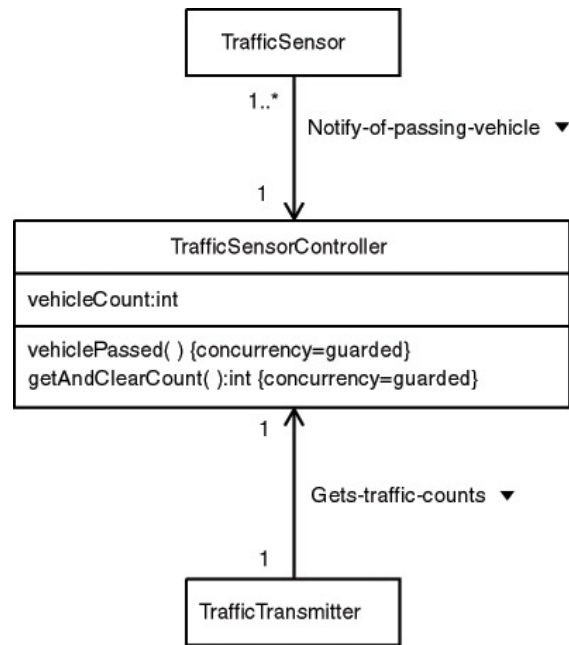 TrafficSensor
1..*
Notify-of-passing-vehicle ▼
1
TrafficSensorController
vehicleCount:int
vehiclePassed( ) {concurrency=guarded}
getAndClearCount( ):int {concurrency=guarded}
1
Gets-traffic-counts ▼
1
TrafficTransmitter